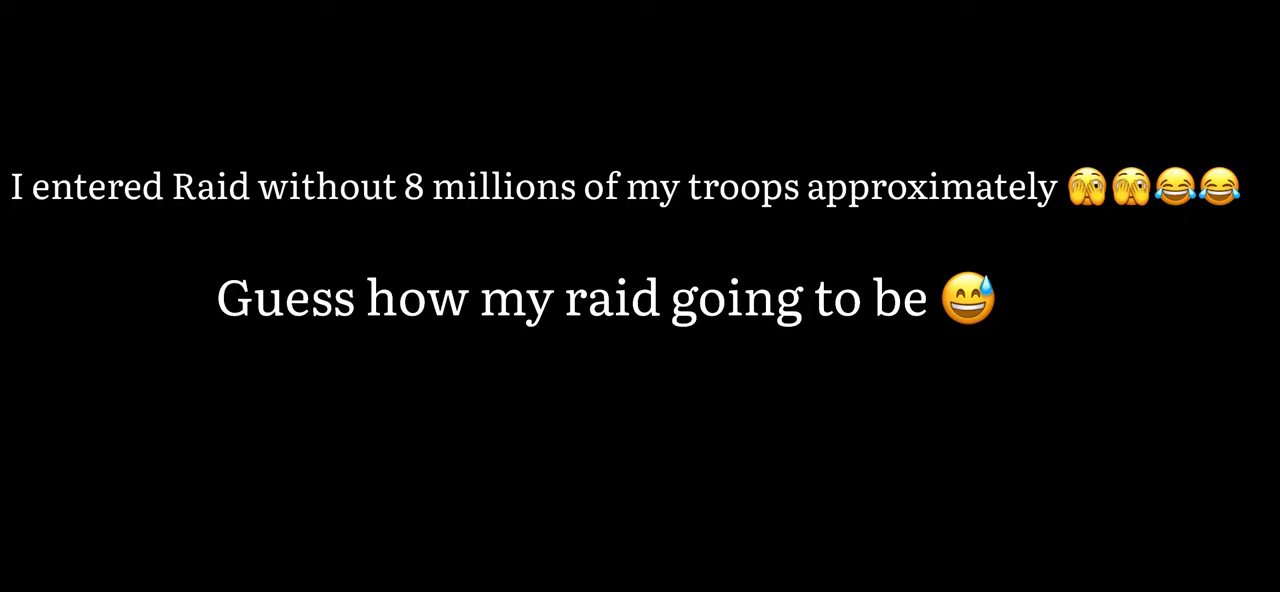 I entered Raid without 8 millions of my troops approximately 🫣🫣😂😂
Guess how my raid going to be 😅